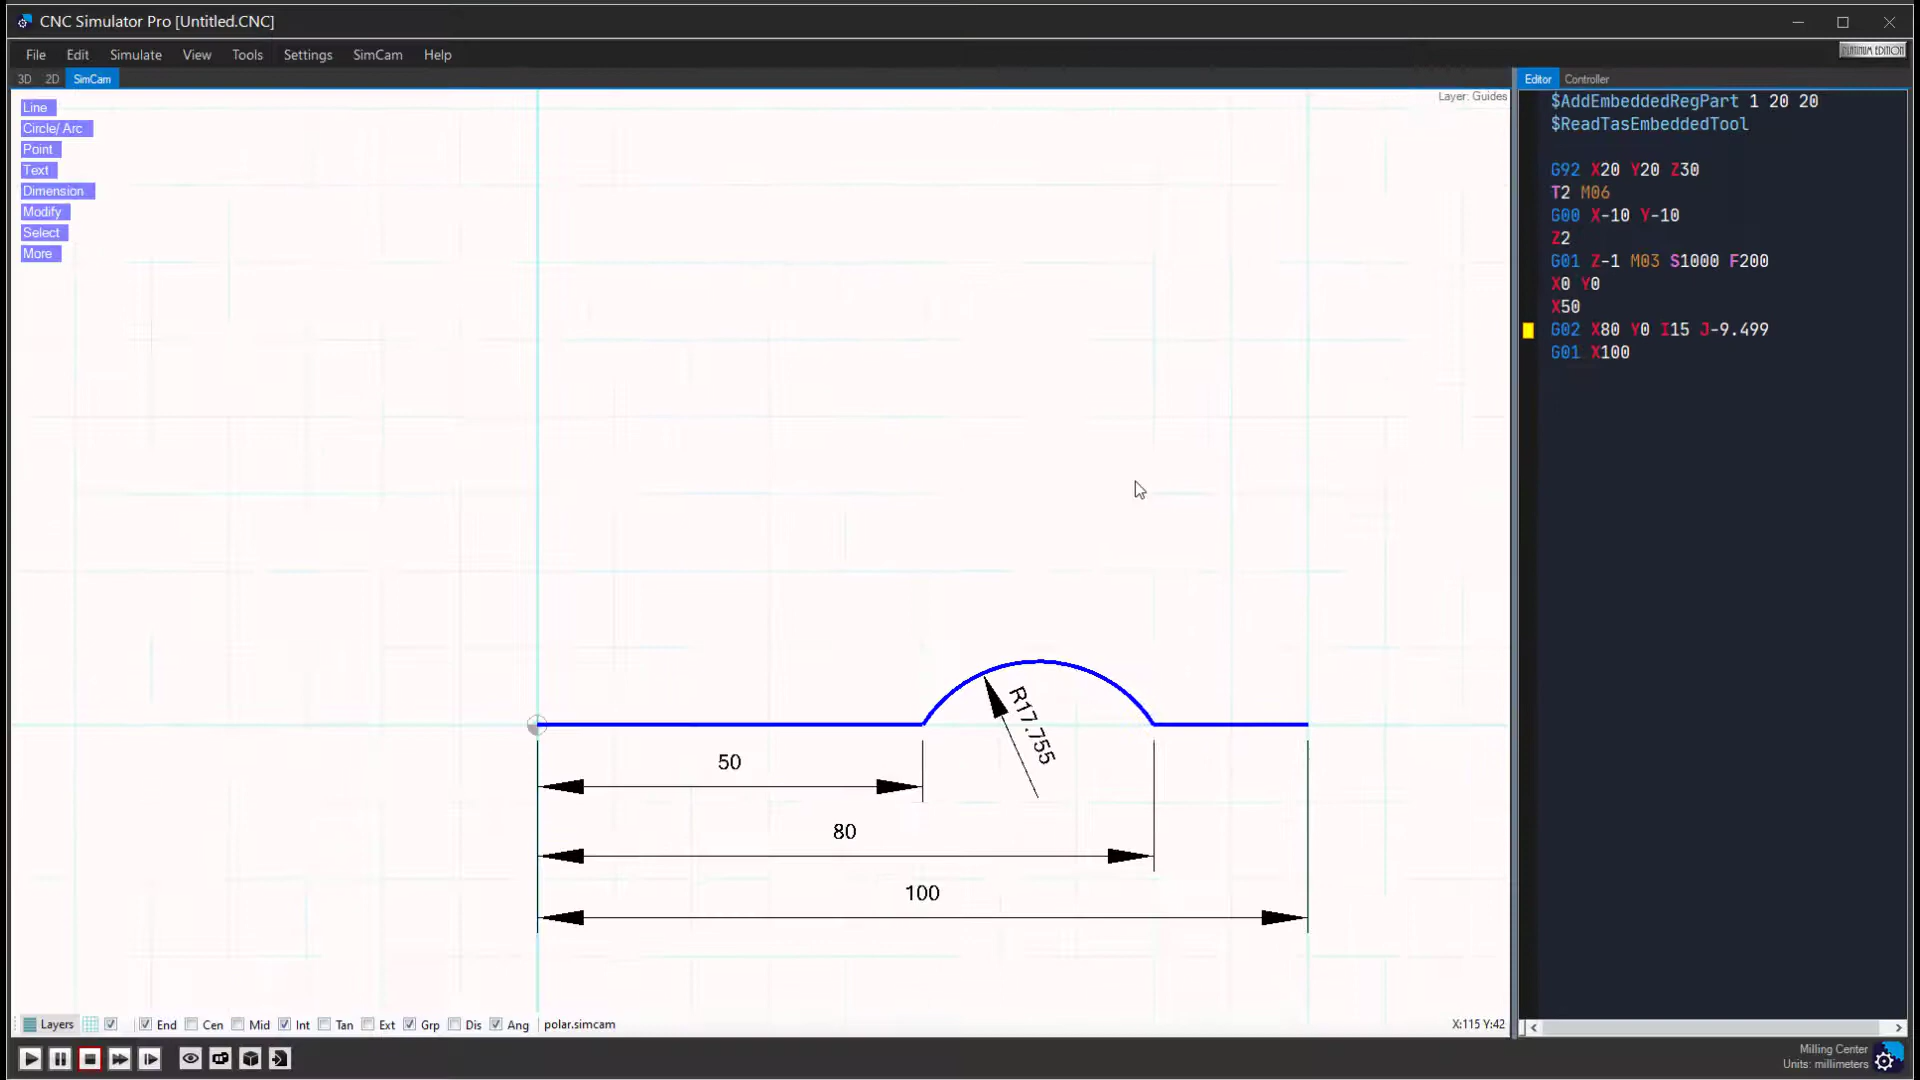 CNC Simulator Pro [Untitled.CNC]
File Edit Simulate View Tools Settings SimCam Help
PLATINUM EDITION
3D 2D SimCam
Editor Controller
Layer: Guides
Line
Circle/ Arc
Point
Text
Dimension
Modify
Select
More
$AddEmbeddedRegPart 1 20 20
$ReadTasEmbeddedTool
G92 X20 Y20 Z30
T2 M06
G00 X-10 Y-10
Z2
G01 Z-1 M03 S1000 F200
X0 Y0
X50
G02 X80 Y0 I15 J-9.499
G01 X100
R17.755
50
80
100
Layers End Cen Mid Int Tan Ext Grp Dis Ang polar.simcam
X:115 Y:42
Milling Center
Units: millimeters